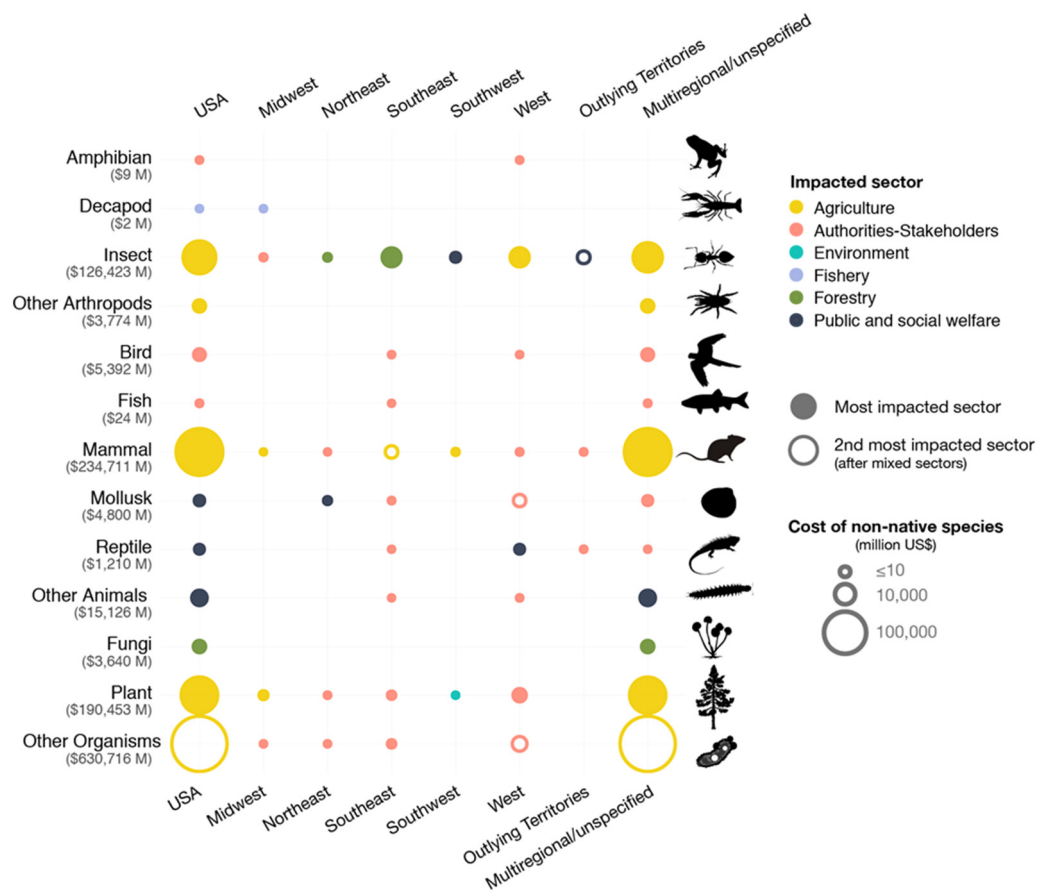 USA
Midwest
Northeast
Southeast
Southwest
West
Outlying Territories
Multiregional/unspecified
Amphibian
($9 M)
Decapod
($2 M)
Insect
($126,423 M)
Other Arthropods
($3,774 M)
Bird
($5,392 M)
Fish
($24 M)
Mammal
($234,711 M)
Mollusk
($4,800 M)
Reptile
($1,210 M)
Other Animals
($15,126 M)
Fungi
($3,640 M)
Plant
($190,453 M)
Other Organisms
($630,716 M)
USA
Midwest
Northeast
Southeast
Southwest
West
Outlying Territories
Multiregional/unspecified
Impacted sector
Agriculture
Authorities-Stakeholders
Environment
Fishery
Forestry
Public and social welfare
Most impacted sector
2nd most impacted sector
(after mixed sectors)
Cost of non-native species
(million US$)
≤10
10,000
100,000